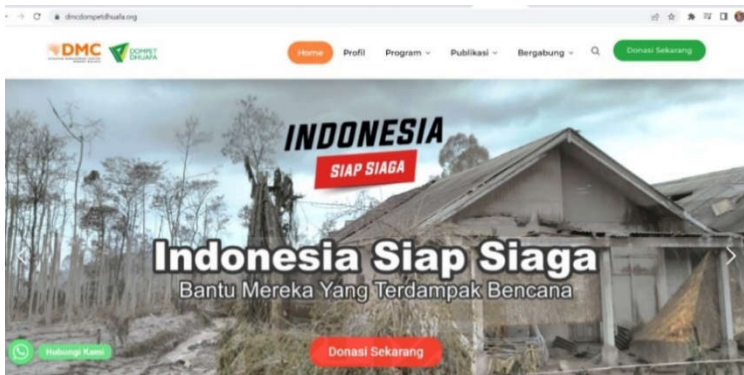 dmcdompetdhuafa.org
DMC
DOMPET
DHUAFA
Home
Profil
Program
Publikasi
Bergabung
Donasi Sekarang
INDONESIA
SIAP SIAGA
Indonesia Siap Siaga
Bantu Mereka Yang Terdampak Bencana
Donasi Sekarang
Hubungi Kami